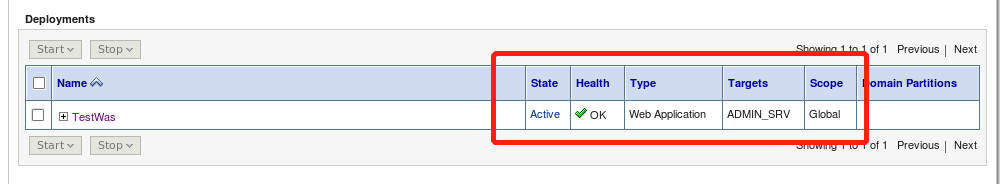 Deployments
Start Stop Showing 1 to 1 of 1 Previous | Next
Name State Health Type Targets Scope Domain Partitions
TestWas Active OK Web Application ADMIN_SRV Global
Start Stop Showing 1 to 1 of 1 Previous | Next